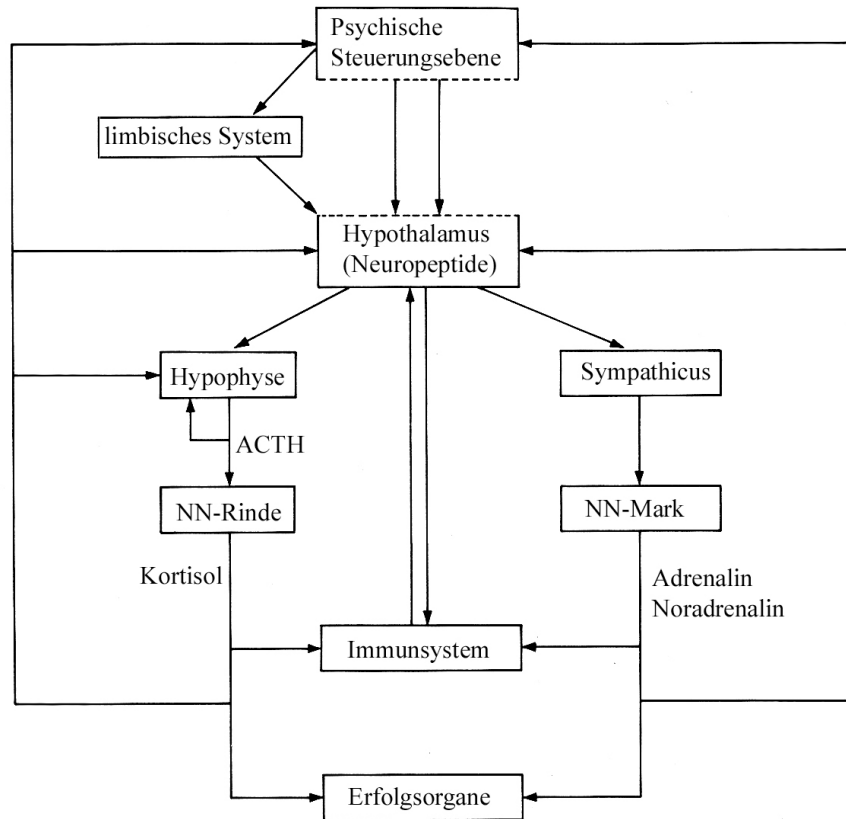 Psychische
Steuerungsebene
limbisches System
Hypothalamus
(Neuropeptide)
Hypophyse
Sympathicus
ACTH
NN-Rinde
NN-Mark
Kortisol
Adrenalin
Noradrenalin
Immunsystem
Erfolgsorgane